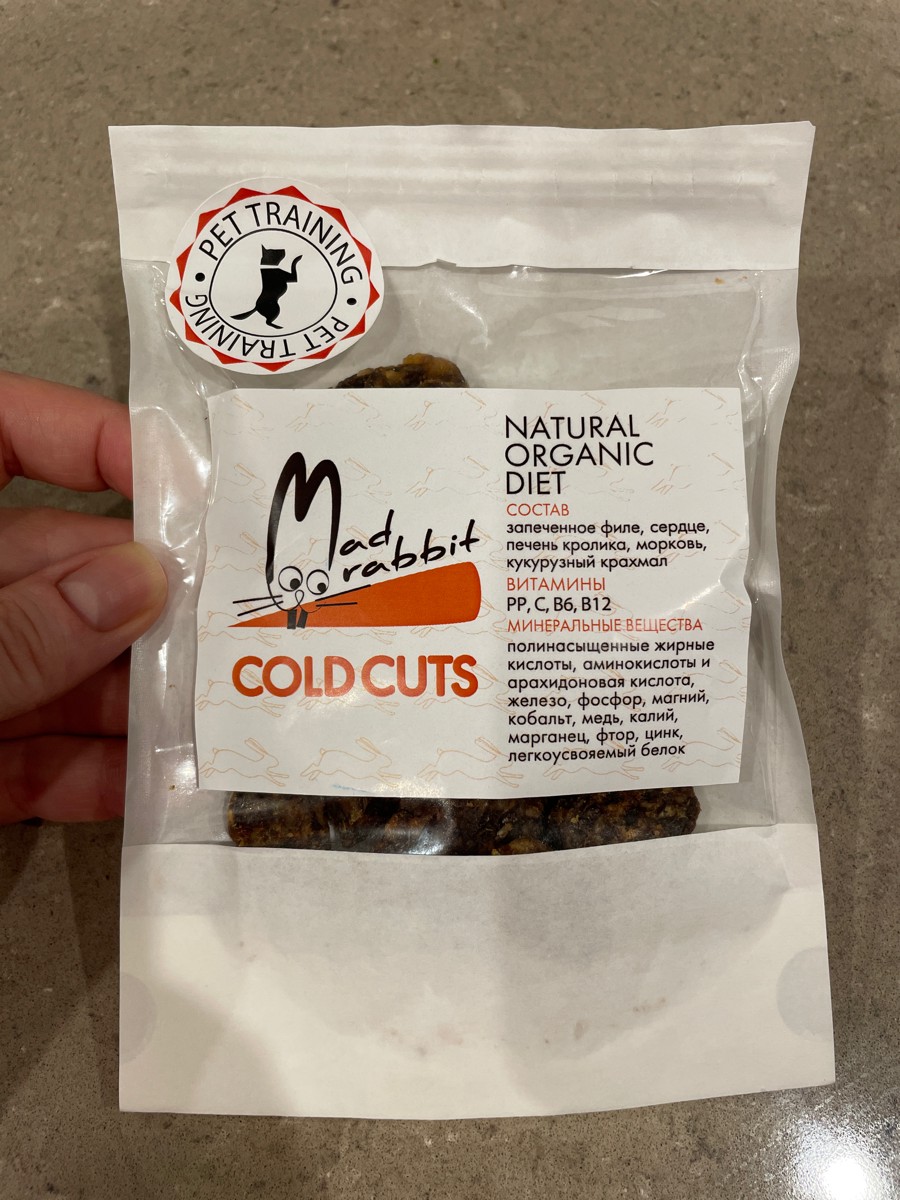 PET TRAINING • PET TRAINING •
Mad
rabbit
COLD CUTS
NATURAL
ORGANIC
DIET
СОСТАВ
запеченное филе, сердце,
печень кролика, морковь,
кукурузный крахмал
ВИТАМИНЫ
PP, C, B6, B12
МИНЕРАЛЬНЫЕ ВЕЩЕСТВА
полинасыщенные жирные
кислоты, аминокислоты и
арахидоновая кислота,
железо, фосфор, магний,
кобальт, медь, калий,
марганец, фтор, цинк,
легкоусвояемый белок